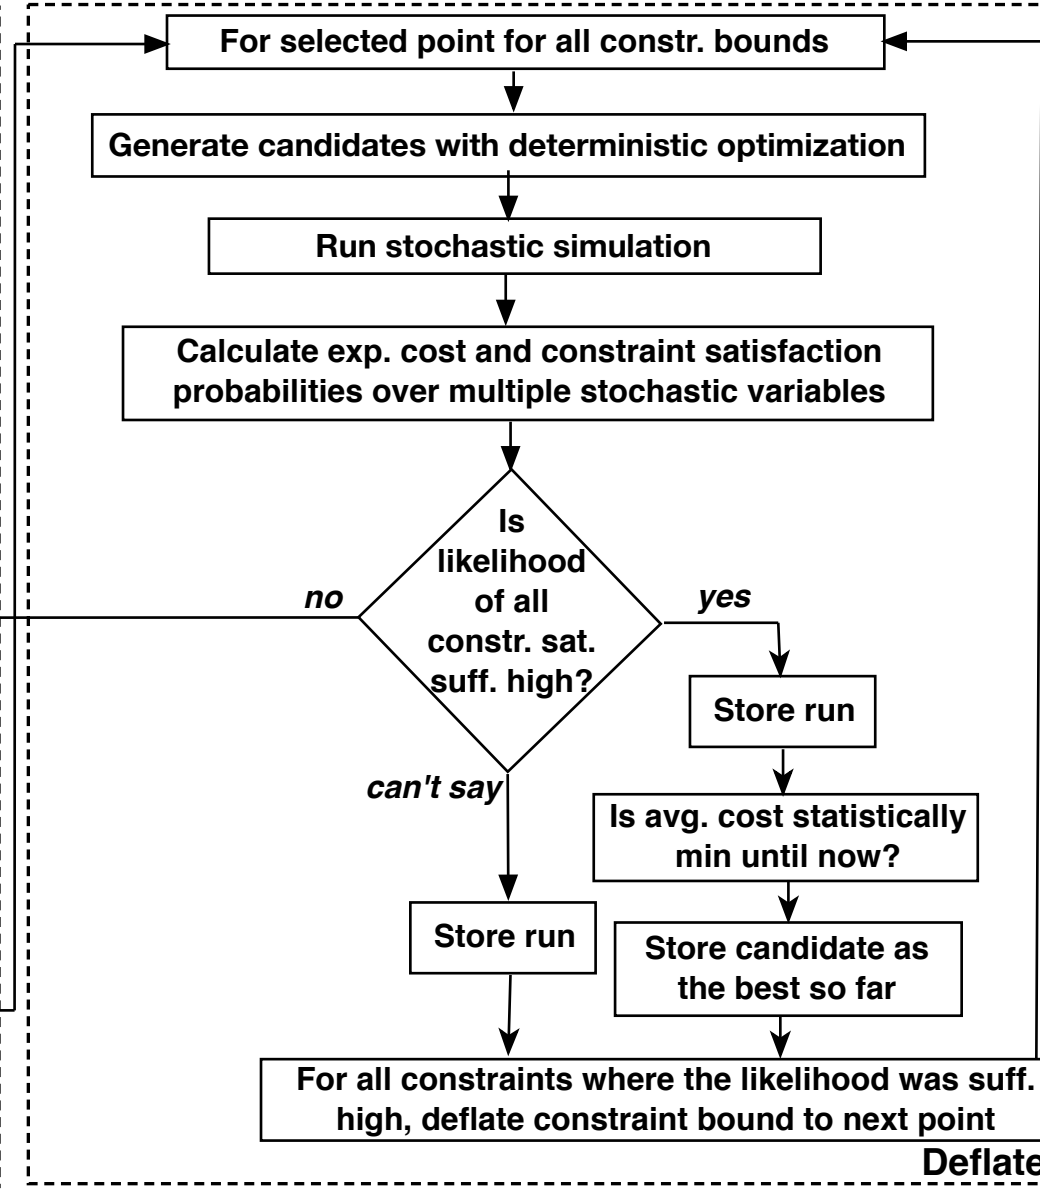 For selected point for all constr. bounds
Generate candidates with deterministic optimization
Run stochastic simulation
Calculate exp. cost and constraint satisfaction
probabilities over multiple stochastic variables
Is
likelihood
of all
constr. sat.
suff. high?
no
yes
Store run
can't say
Is avg. cost statistically
min until now?
Store run
Store candidate as
the best so far
For all constraints where the likelihood was suff.
high, deflate constraint bound to next point
Deflate